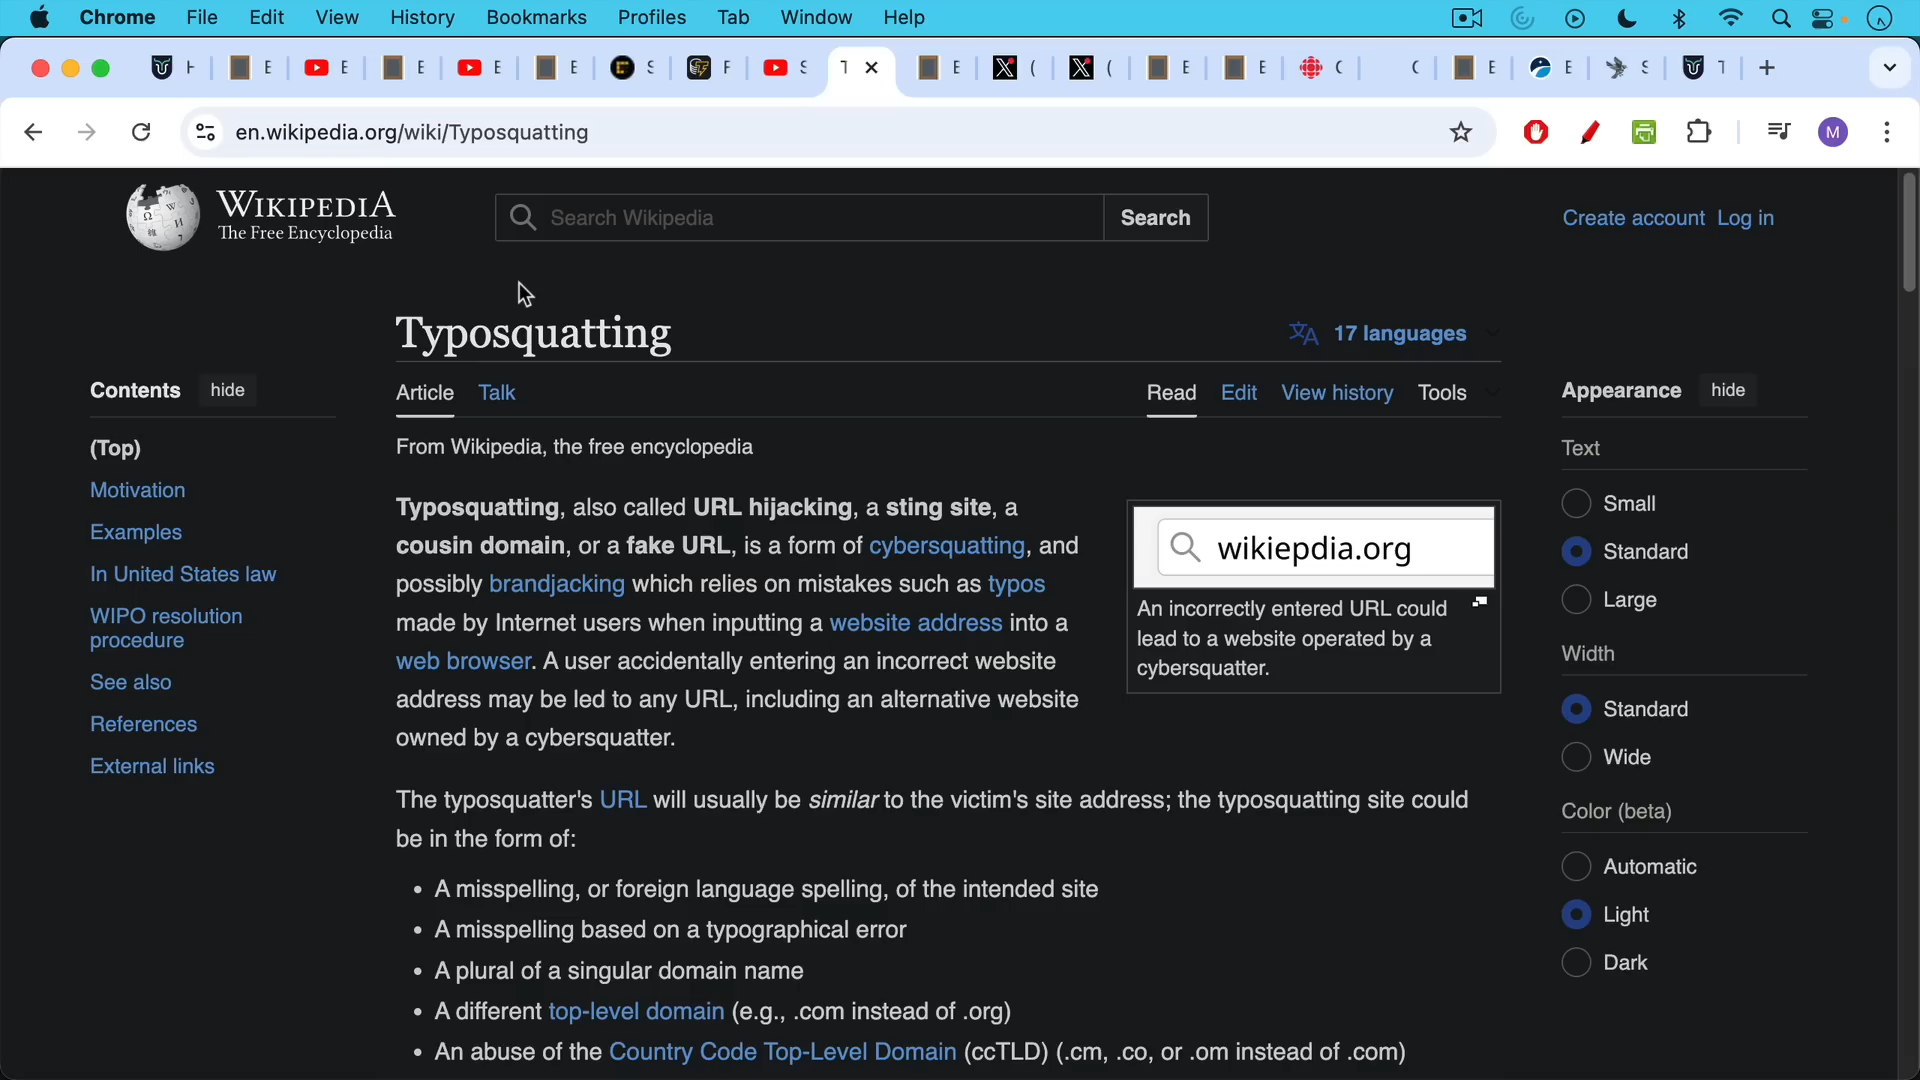 Chrome File Edit View History Bookmarks Profiles Tab Window Help
en.wikipedia.org/wiki/Typosquatting
M
WIKIPEDIA
The Free Encyclopedia
Search Wikipedia
Search
Create account Log in
Typosquatting
17 languages
Article Talk
Read Edit View history Tools
From Wikipedia, the free encyclopedia
Contents hide
(Top)
Motivation
Examples
In United States law
WIPO resolution
procedure
See also
References
External links
Typosquatting, also called URL hijacking, a sting site, a
cousin domain, or a fake URL, is a form of cybersquatting, and
possibly brandjacking which relies on mistakes such as typos
made by Internet users when inputting a website address into a
web browser. A user accidentally entering an incorrect website
address may be led to any URL, including an alternative website
owned by a cybersquatter.
wikiepdia.org
An incorrectly entered URL could
lead to a website operated by a
cybersquatter.
The typosquatter's URL will usually be similar to the victim's site address; the typosquatting site could
be in the form of:
• A misspelling, or foreign language spelling, of the intended site
• A misspelling based on a typographical error
• A plural of a singular domain name
• A different top-level domain (e.g., .com instead of .org)
• An abuse of the Country Code Top-Level Domain (ccTLD) (.cm, .co, or .om instead of .com)
Appearance hide
Text
Small
Standard
Large
Width
Standard
Wide
Color (beta)
Automatic
Light
Dark